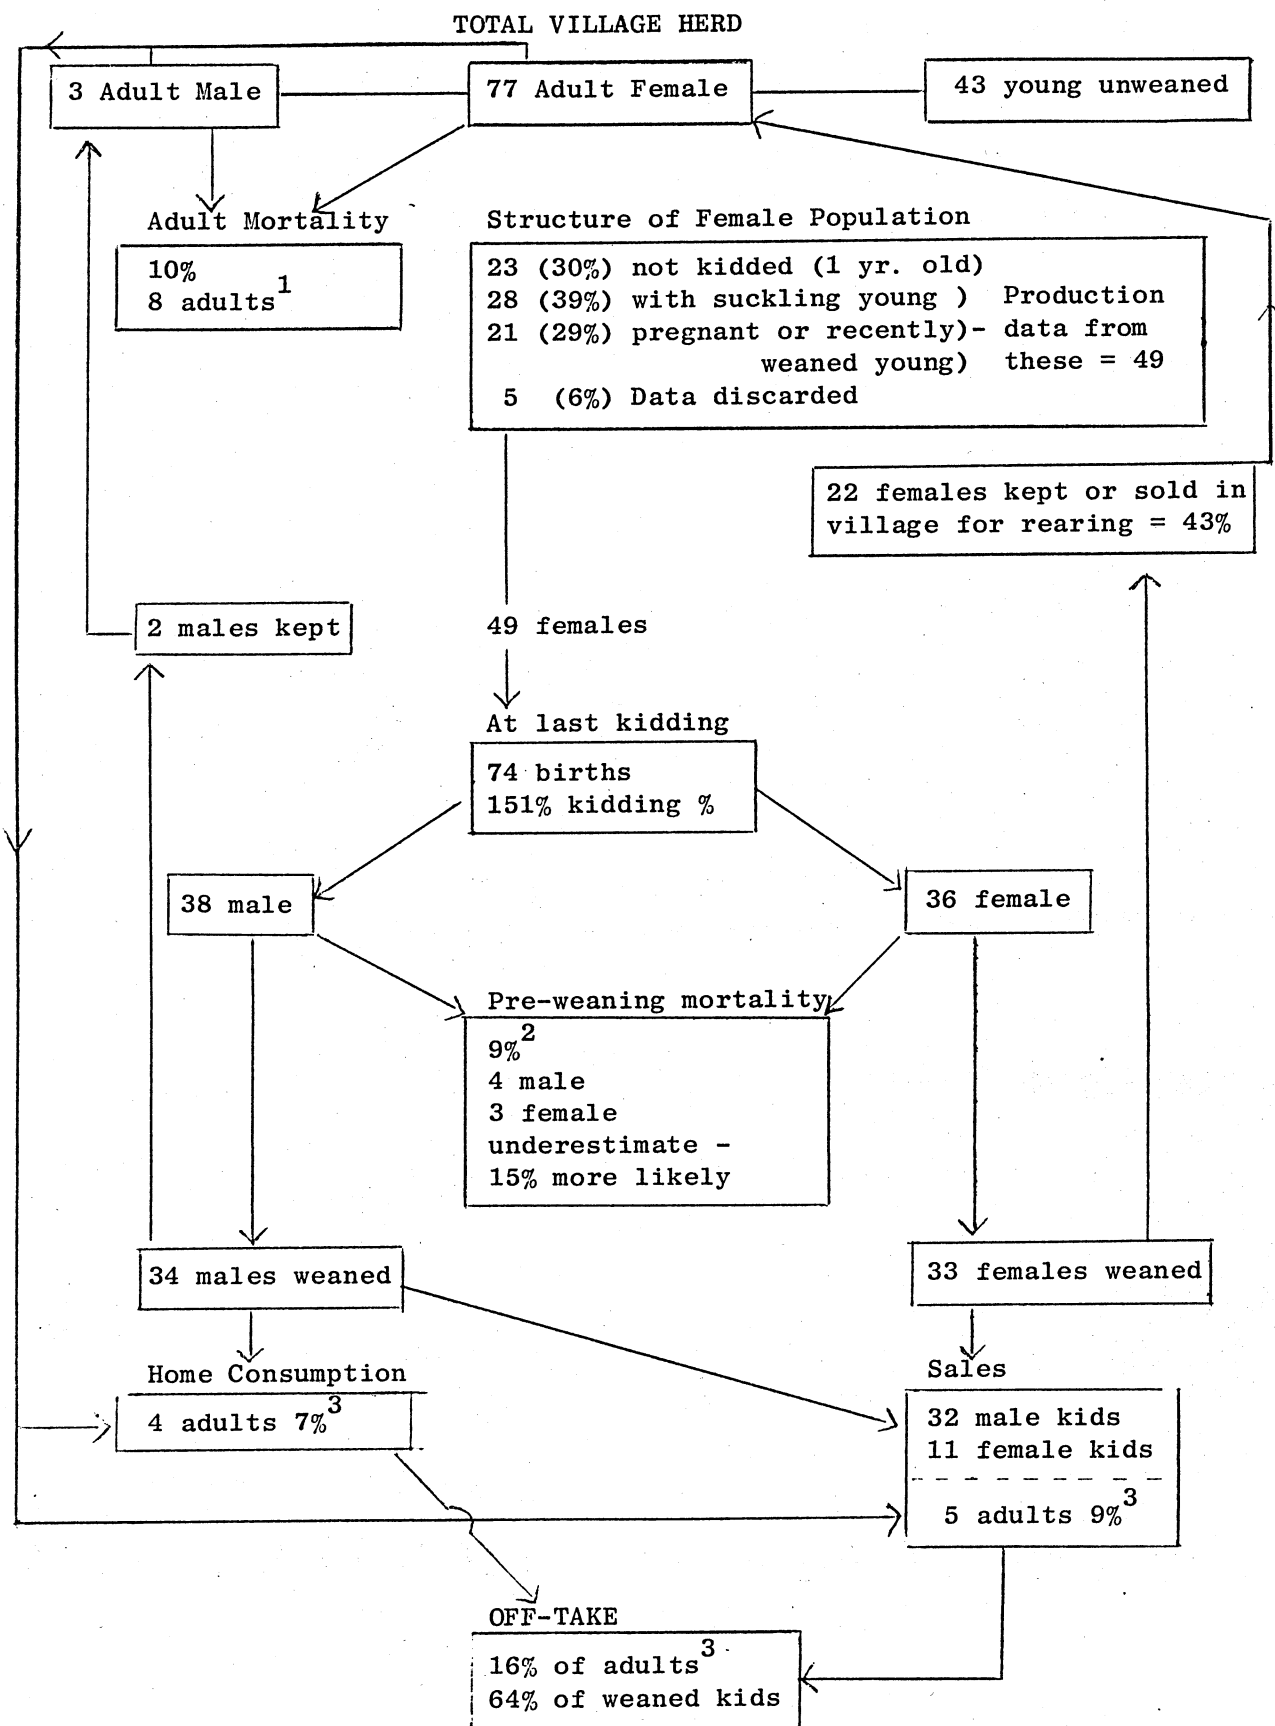 TOTAL VILLAGE HERD
3 Adult Male
77 Adult Female
43 young unweaned
Adult Mortality
10%
8 adults1
Structure of Female Population
23 (30%) not kidded (1 yr. old)
28 (39%) with suckling young ) Production
21 (29%) pregnant or recently)- data from
weaned young) these = 49
5 (6%) Data discarded
22 females kept or sold in
village for rearing = 43%
2 males kept
49 females
At last kidding
74 births
151% kidding %
38 male
36 female
Pre-weaning mortality
9%2
4 male
3 female
underestimate -
15% more likely
34 males weaned
33 females weaned
Home Consumption
4 adults 7%3
Sales
32 male kids
11 female kids
5 adults 9%3
OFF-TAKE
16% of adults3
64% of weaned kids